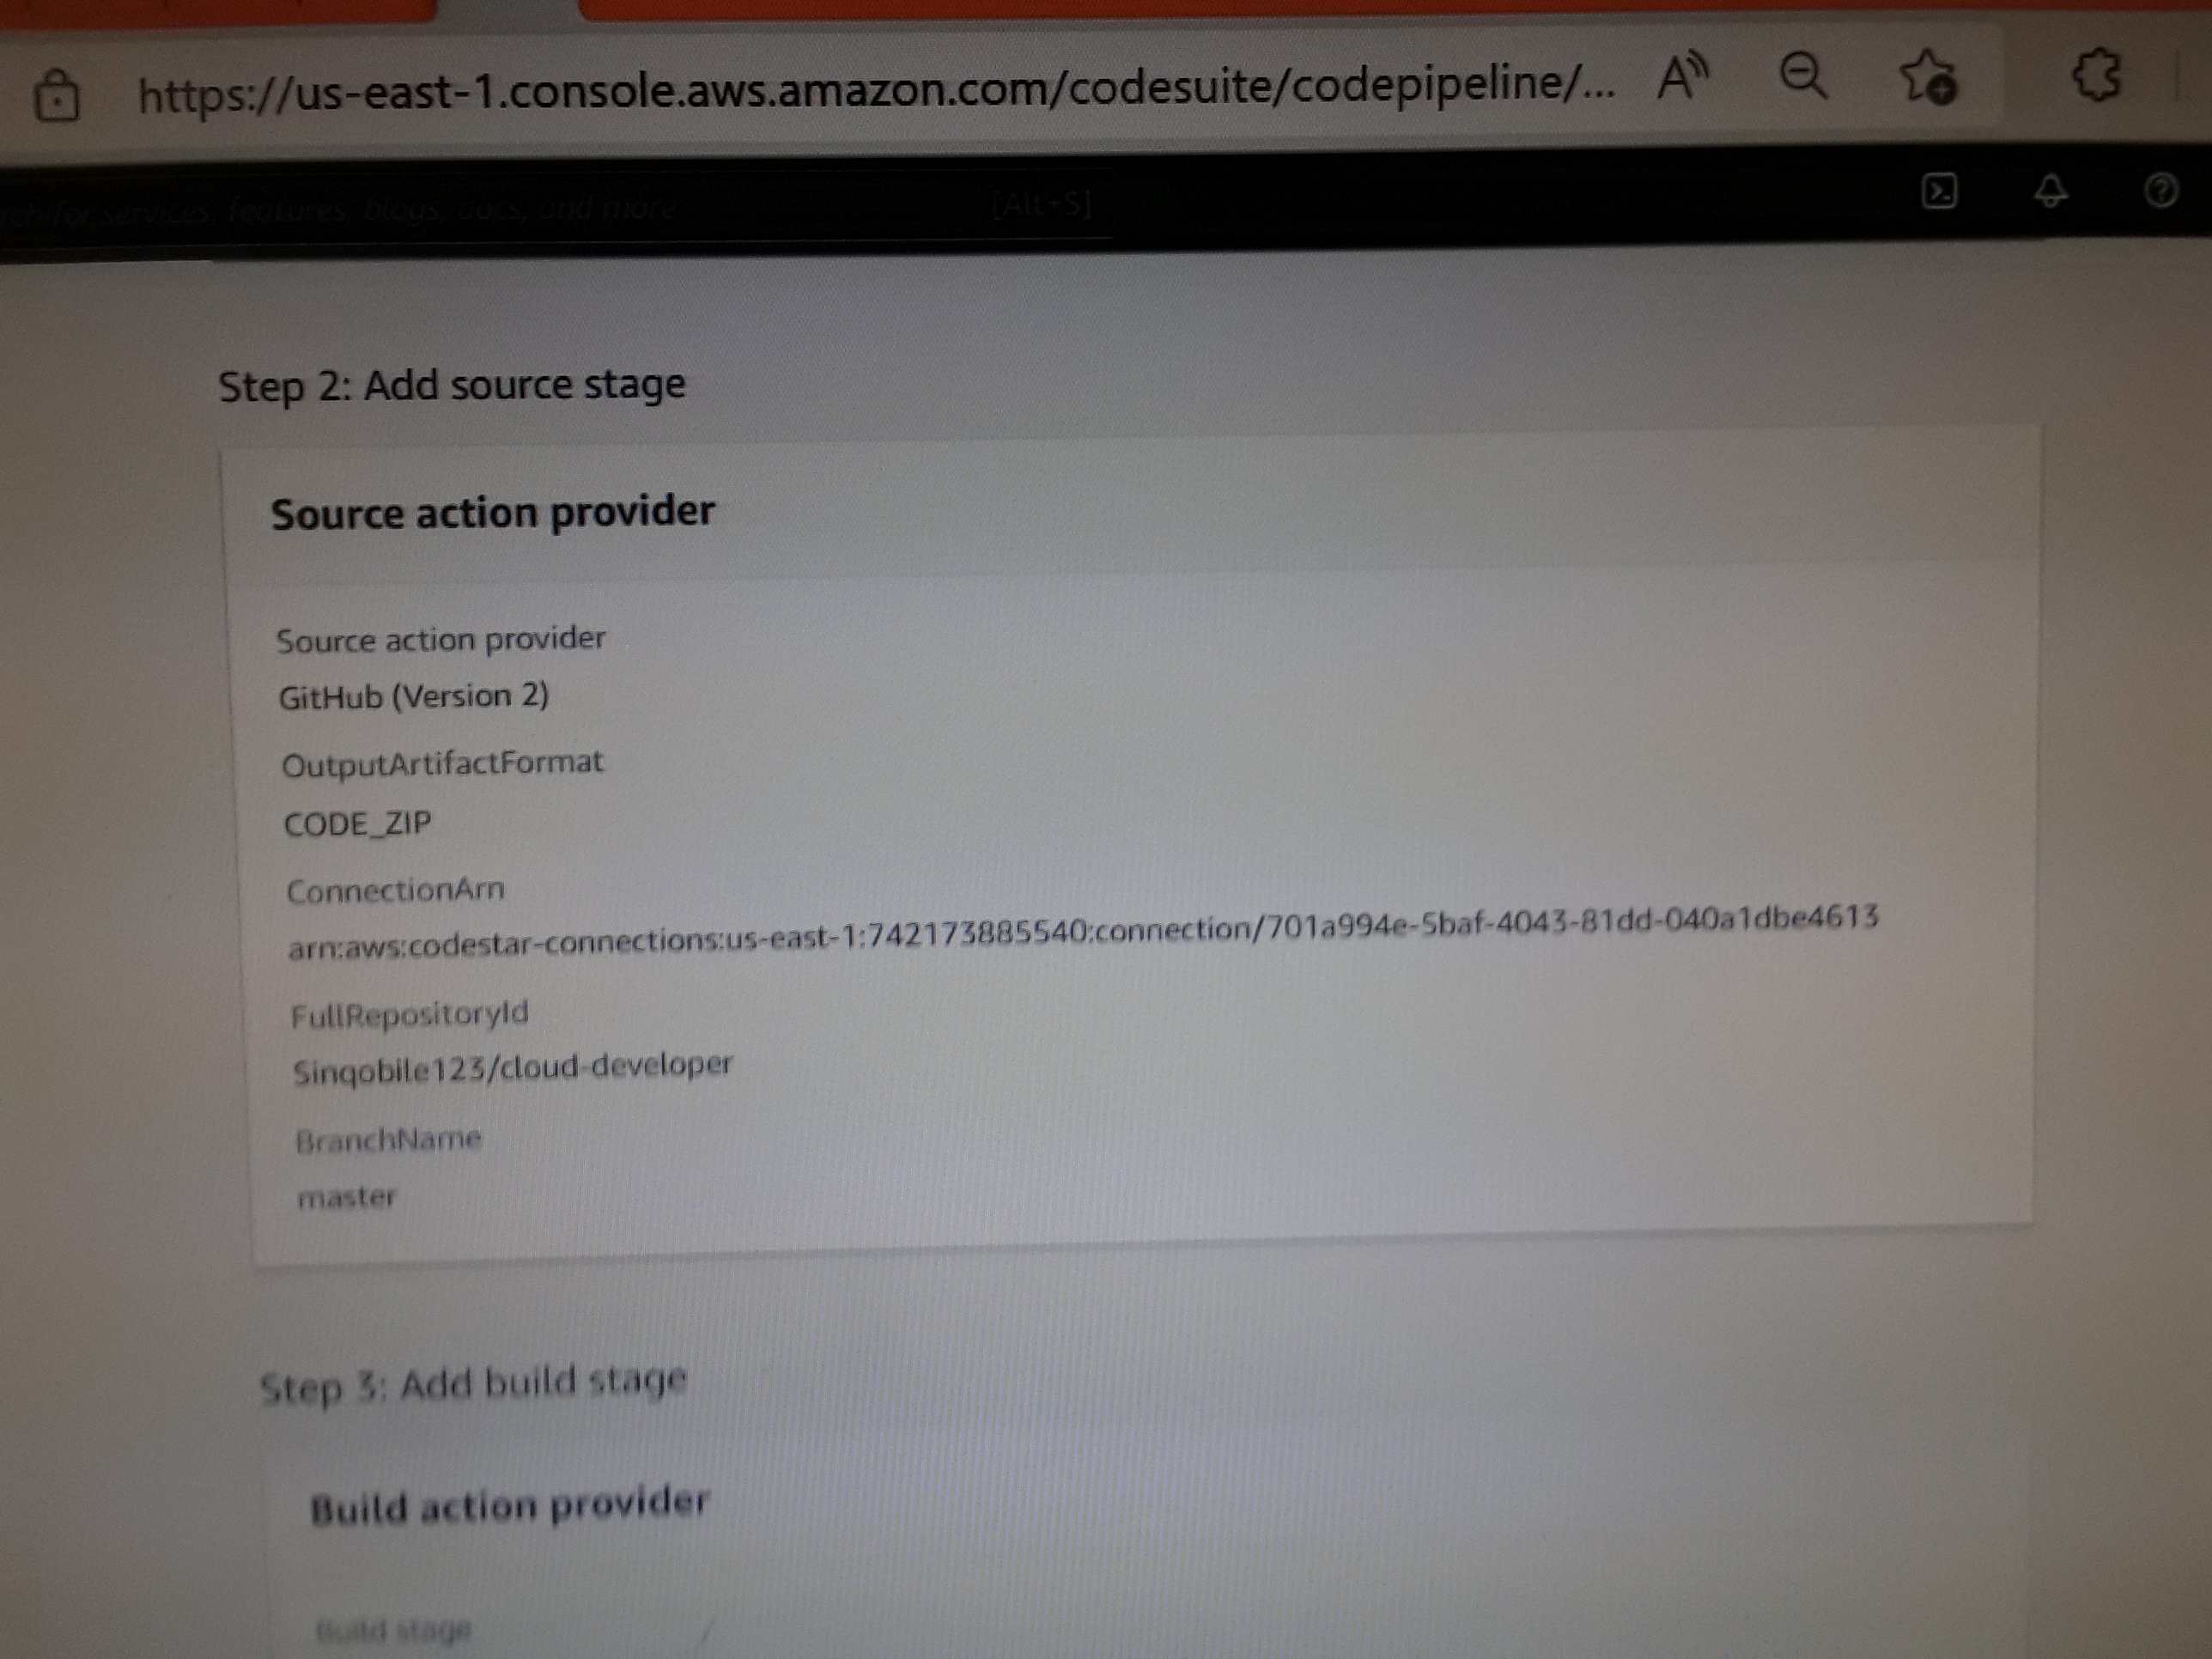 https://us-east-1.console.aws.amazon.com/codesuite/codepipeline/...
rch for services, features, blogs, docs, and more [Alt+S]
Step 2: Add source stage
Source action provider
Source action provider
GitHub (Version 2)
OutputArtifactFormat
CODE_ZIP
ConnectionArn
arn:aws:codestar-connections:us-east-1:742173885540:connection/701a994e-5baf-4043-81dd-040a1dbe4613
FullRepositoryId
Sinqobile123/cloud-developer
BranchName
master
Step 3: Add build stage
Build action provider
Build stage